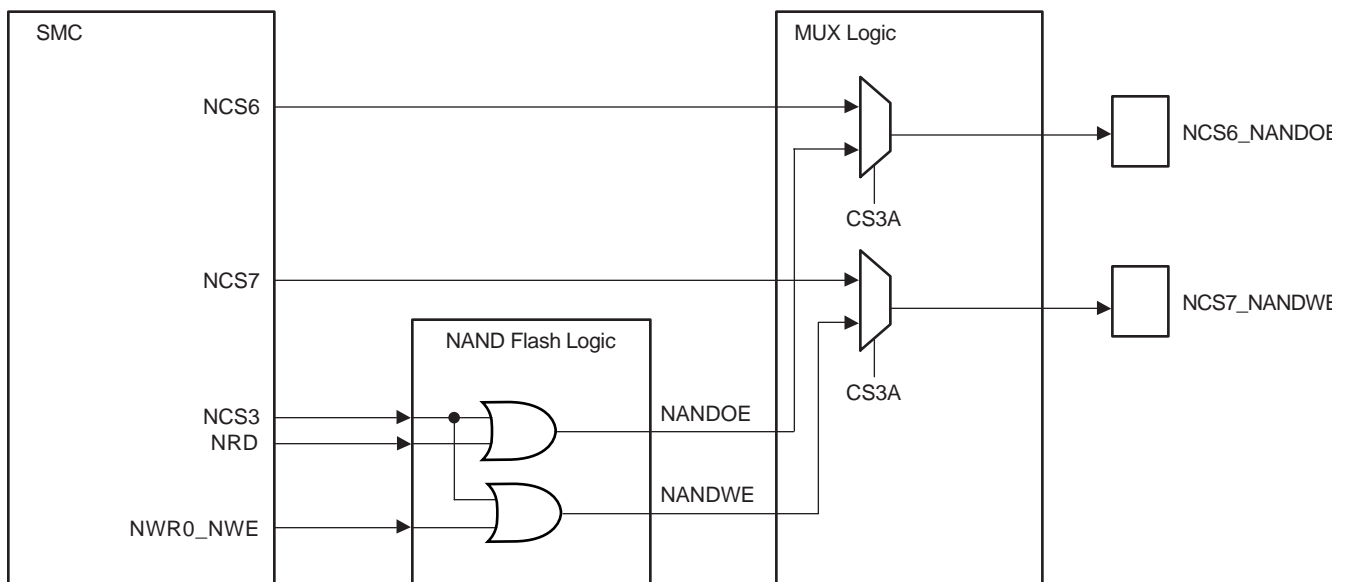 SMC
MUX Logic
NCS6
NCS6_NANDOE
CS3A
NCS7
NCS7_NANDWE
NAND Flash Logic
CS3A
NCS3
NANDOE
NRD
NANDWE
NWR0_NWE